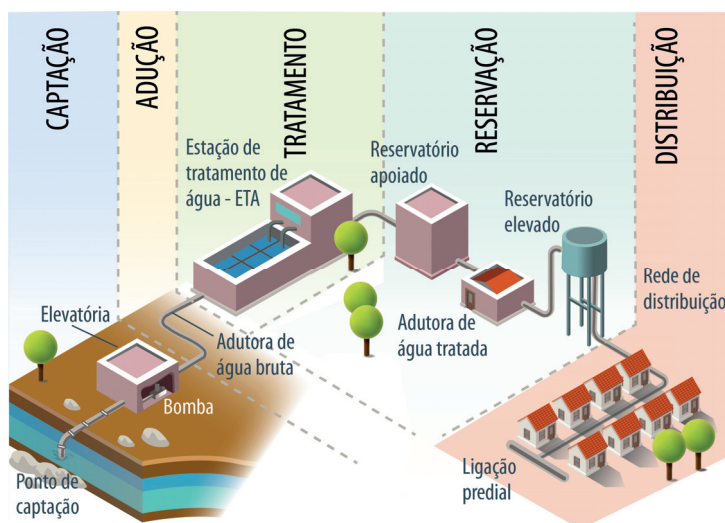 CAPTAÇÃO
ADUÇÃO
TRATAMENTO
RESERVAÇÃO
DISTRIBUIÇÃO
Estação de
tratamento de
água - ETA
Reservatório
apoiado
Reservatório
elevado
Rede de
distribuição
Elevatória
Adutora de
água bruta
Adutora de
água tratada
Bomba
Ponto de
captação
Ligação
predial